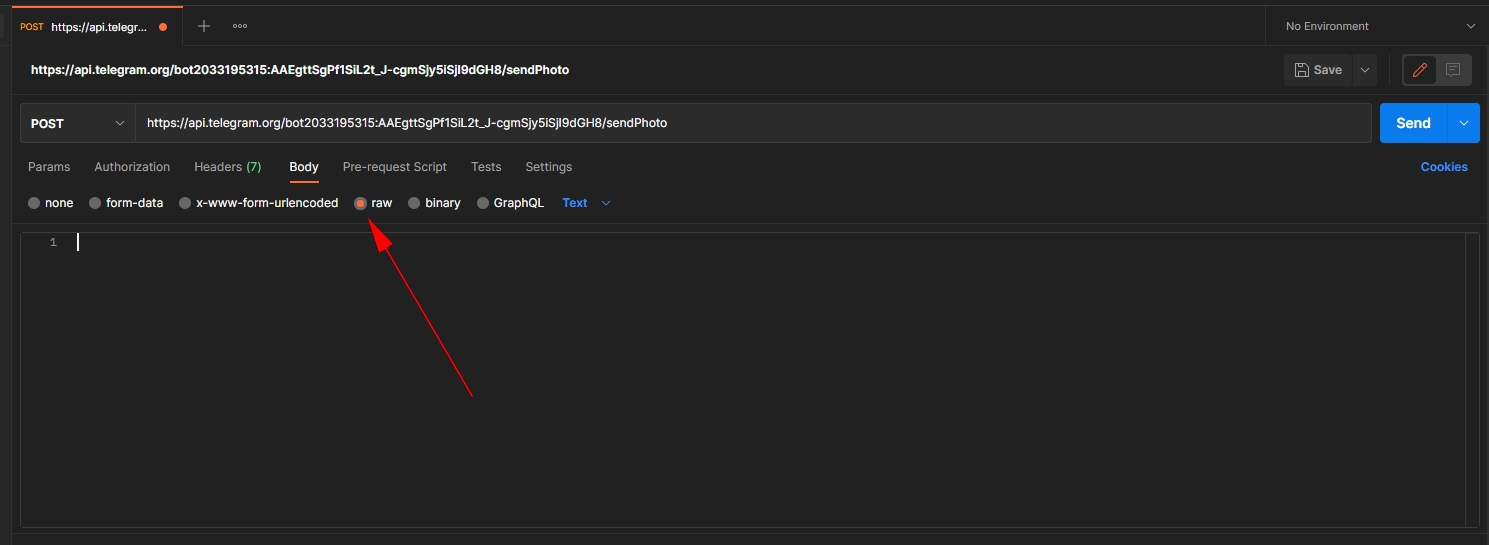 POST https://api.telegr... No Environment
https://api.telegram.org/bot2033195315:AAEgttSgPf1SiL2t_J-cgmSjy5iSjI9dGH8/sendPhoto Save
POST https://api.telegram.org/bot2033195315:AAEgttSgPf1SiL2t_J-cgmSjy5iSjI9dGH8/sendPhoto Send
Params Authorization Headers (7) Body Pre-request Script Tests Settings Cookies
none form-data x-www-form-urlencoded raw binary GraphQL Text
1